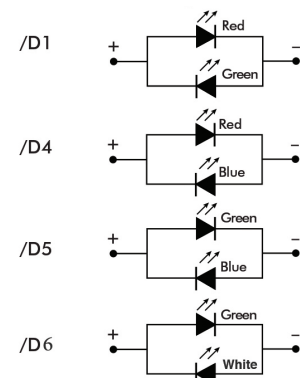 /D1 + Red −
Green
/D4 + Red −
Blue
/D5 + Green −
Blue
/D6 + Green −
White